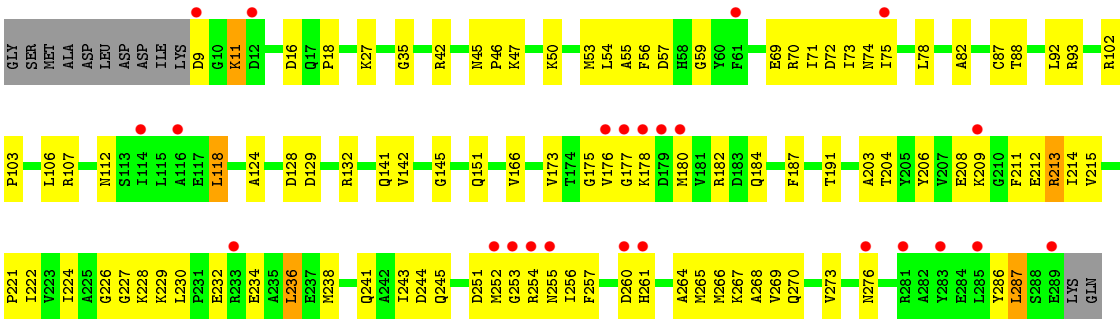 GLY SER MET ALA ASP LEU ASP ASP ILE LYS D9 G10 K11 D12 D16 Q17 P18 K27 G35 R42 N45 P46 K47 K50 M53 L54 A55 F56 D57 H58 G59 Y60 F61 E69 R70 I71 D72 I73 N74 I75 L78 A82 C87 T88 L92 R93 R102
P103 L106 R107 N112 S113 I114 L115 A116 E117 L118 A124 D128 D129 R132 Q141 V142 G145 Q151 V166 V173 T174 G175 V176 G177 K178 D179 M180 V181 R182 D183 Q184 F187 T191 A203 T204 Y205 Y206 V207 E208 K209 G210 F211 E212 R213 I214 V215
P221 I222 V223 I224 A225 G226 G227 K228 K229 L230 P231 E232 R233 E234 A235 L236 E237 M238 Q241 A242 I243 D244 Q245 D251 M252 G253 R254 N255 I256 F257 D260 H261 A264 M265 M266 K267 A268 V269 Q270 V273 N276 R281 A282 Y283 E284 L285 Y286 L287 S288 E289 LYS GLN